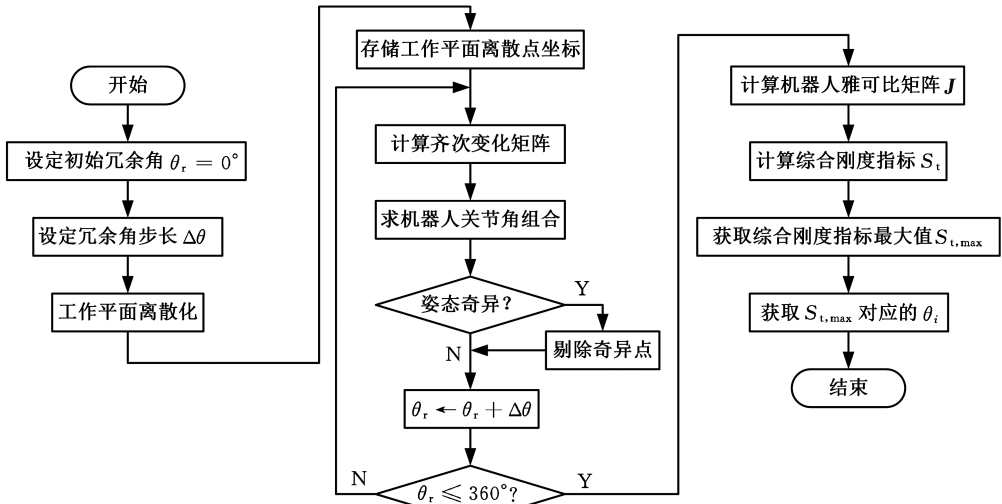 开始
设定初始冗余角 θr = 0°
设定冗余角步长 Δθ
工作平面离散化
存储工作平面离散点坐标
计算齐次变化矩阵
求机器人关节角组合
姿态奇异?
Y
N
剔除奇异点
θr ← θr + Δθ
N
θr ≤ 360°?
Y
计算机器人雅可比矩阵 J
计算综合刚度指标 St
获取综合刚度指标最大值 St,max
获取 St,max 对应的 θi
结束